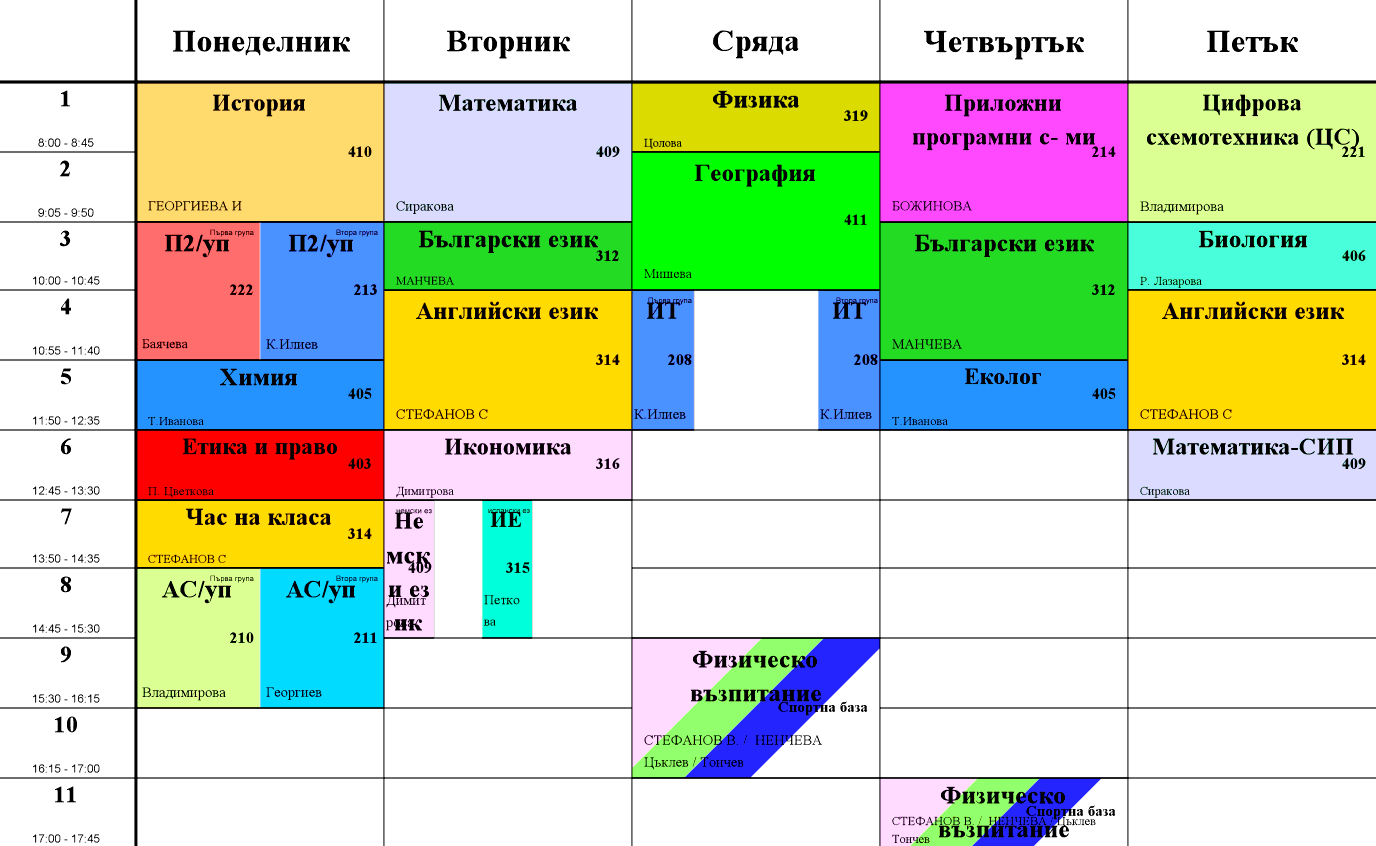 Понеделник
Вторник
Сряда
Четвъртък
Петък
1
8:00 - 8:45
История
410
ГЕОРГИЕВА И
Математика
409
Сиракова
Физика
319
Цолова
Приложни
програмни с- ми
214
БОЖИНОВА
Цифрова
схемотехника (ЦС)
221
Владимирова
2
9:05 - 9:50
География
411
Мишева
3
10:00 - 10:45
Първа група
П2/уп
222
Баячева
Втора група
П2/уп
213
К.Илиев
Български език
312
МАНЧЕВА
Български език
312
МАНЧЕВА
Биология
406
Р. Лазарова
4
10:55 - 11:40
Английски език
314
СТЕФАНОВ С
Първа група
ИТ
208
К.Илиев
Втора група
ИТ
208
К.Илиев
Английски език
314
СТЕФАНОВ С
5
11:50 - 12:35
Химия
405
Т.Иванова
Еколог
405
Т.Иванова
6
12:45 - 13:30
Етика и право
403
П. Цветкова
Икономика
316
Димитрова
Математика-СИП
409
Сиракова
7
13:50 - 14:35
Час на класа
314
СТЕФАНОВ С
немски ез
Не
мск
и ез
ик
409
Димит
рова
испански ез
ИЕ
315
Петко
ва
8
14:45 - 15:30
Първа група
АС/уп
210
Владимирова
Втора група
АС/уп
211
Георгиев
9
15:30 - 16:15
Физическо
възпитание
Спортна база
СТЕФАНОВ В. / НЕНЧЕВА
Цъклев / Тончев
10
16:15 - 17:00
11
17:00 - 17:45
Физическо
възпитание
Спортна база
СТЕФАНОВ В. / НЕНЧЕВА / Цъклев
Тончев